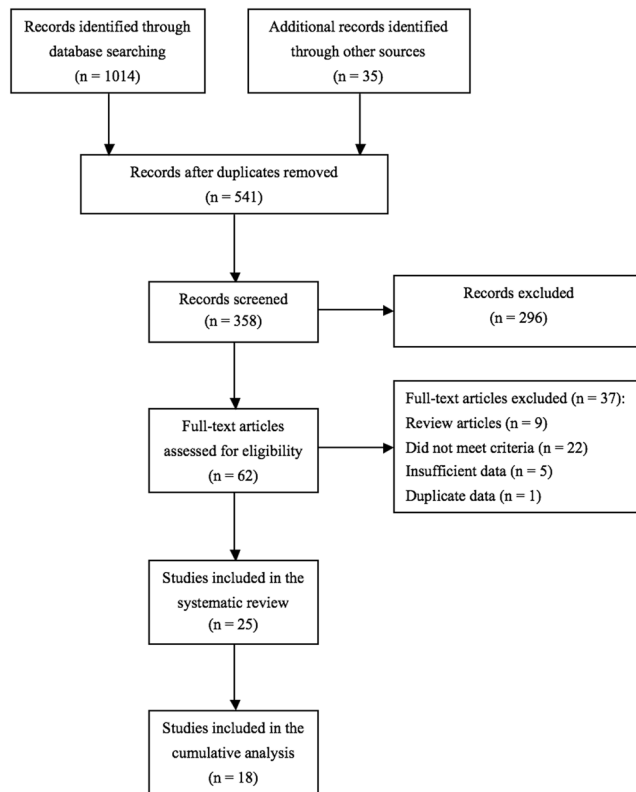 Records identified through
database searching
(n = 1014)
Additional records identified
through other sources
(n = 35)
Records after duplicates removed
(n = 541)
Records screened
(n = 358)
Records excluded
(n = 296)
Full-text articles
assessed for eligibility
(n = 62)
Full-text articles excluded (n = 37):
Review articles (n = 9)
Did not meet criteria (n = 22)
Insufficient data (n = 5)
Duplicate data (n = 1)
Studies included in the
systematic review
(n = 25)
Studies included in the
cumulative analysis
(n = 18)